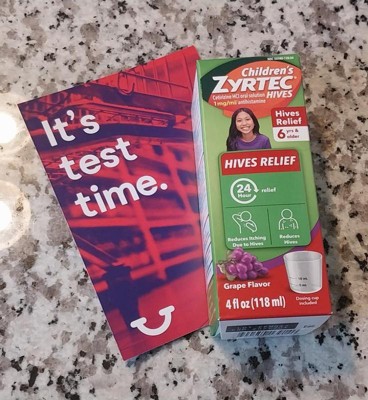 It's
test
time.
Children's
ZYRTEC
Cetirizine HCl oral solution
HIVES
1 mg/ml antihistamine
Hives
Relief
6 yrs &
older
HIVES RELIEF
24
Hour
relief
Reduces Itching
Due to Hives
Reduces
Hives
Grape Flavor
4 fl oz (118 ml)
Dosing cup
included